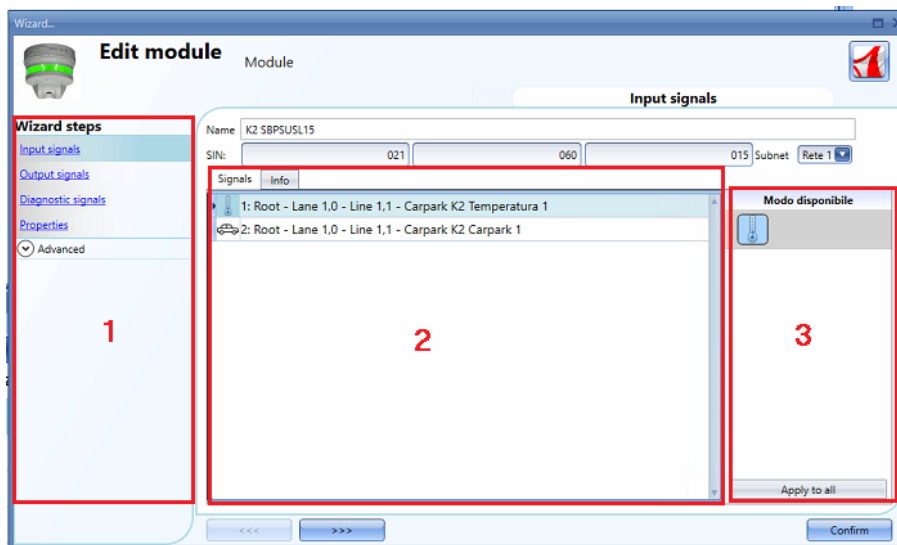 Wizard...
Edit module
Module
Input signals
Wizard steps
Input signals
Output signals
Diagnostic signals
Properties
Advanced
1
Name K2 SBPSUSL15
SIN: 021 060 015 Subnet Rete 1
Signals Info
1: Root - Lane 1,0 - Line 1,1 - Carpark K2 Temperatura 1
2: Root - Lane 1,0 - Line 1,1 - Carpark K2 Carpark 1
2
Modo disponibile
3
Apply to all
<<< >>> Confirm